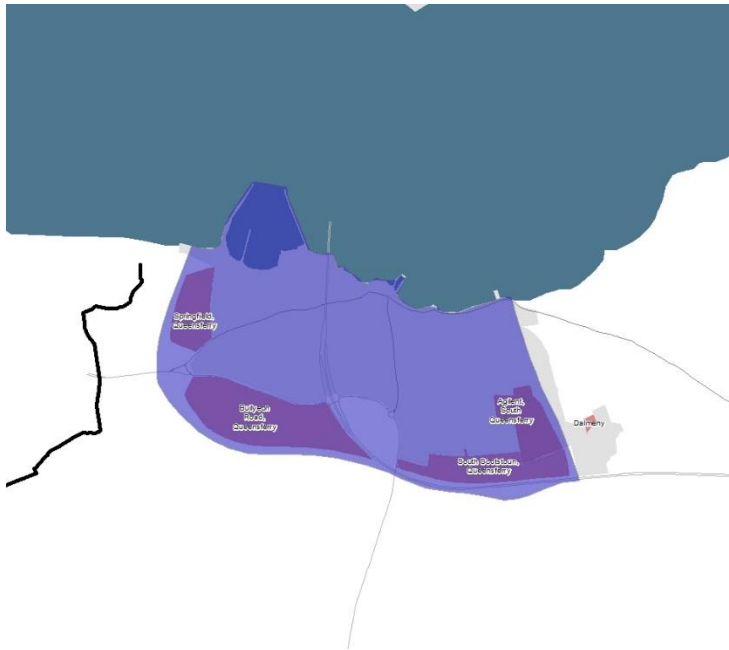 Springfield,
Queensferry
Builyeon
Road,
Queensferry
Agilent,
South
Queensferry
Dalmeny
South Scotstoun,
Queensferry